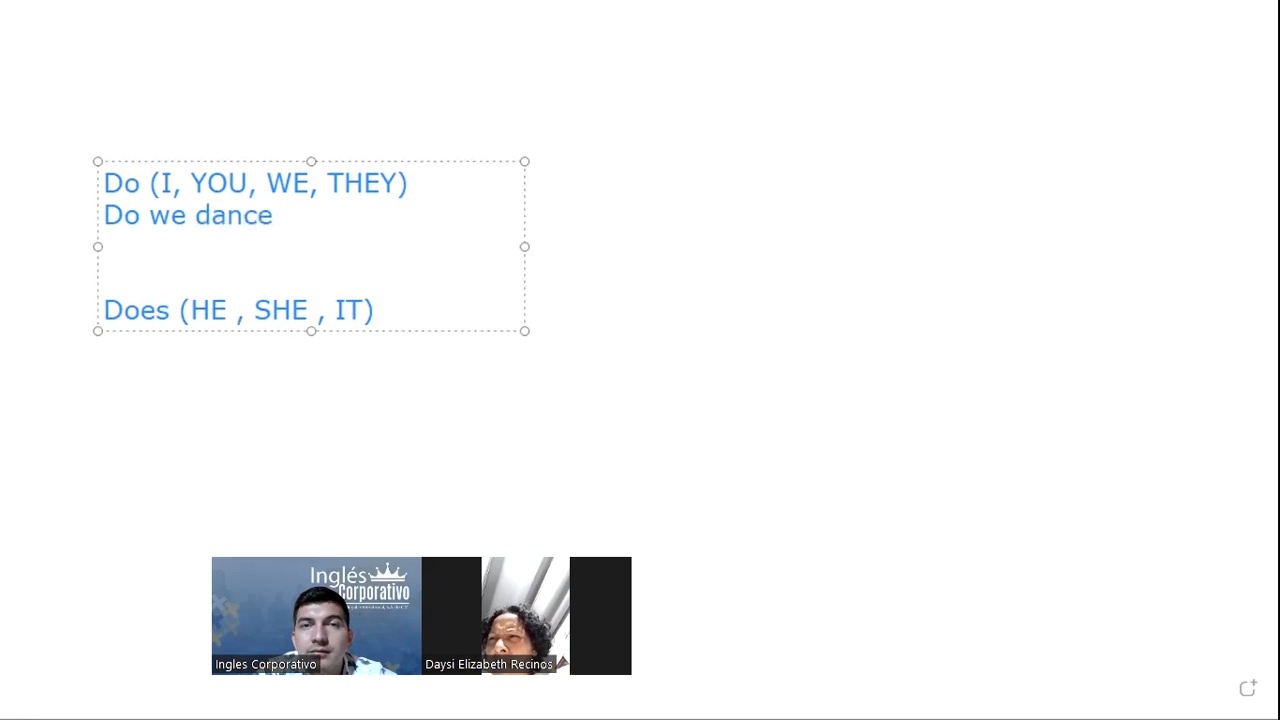 Do (I, YOU, WE, THEY)
Do we dance
Does (HE , SHE , IT)
Inglés
Corporativo
Ingles Corporativo
Daysi Elizabeth Recinos